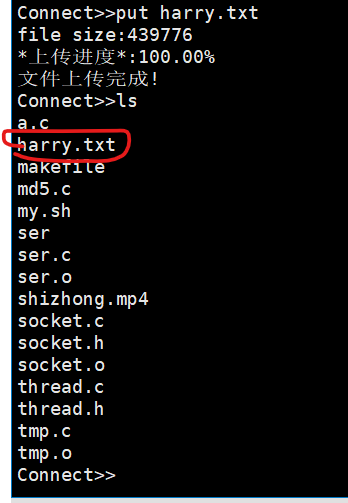 Connect>>put harry.txt
file size:439776
*上传进度*:100.00%
文件上传完成!
Connect>>ls
a.c
harry.txt
makefile
md5.c
my.sh
ser
ser.c
ser.o
shizhong.mp4
socket.c
socket.h
socket.o
thread.c
thread.h
tmp.c
tmp.o
Connect>>